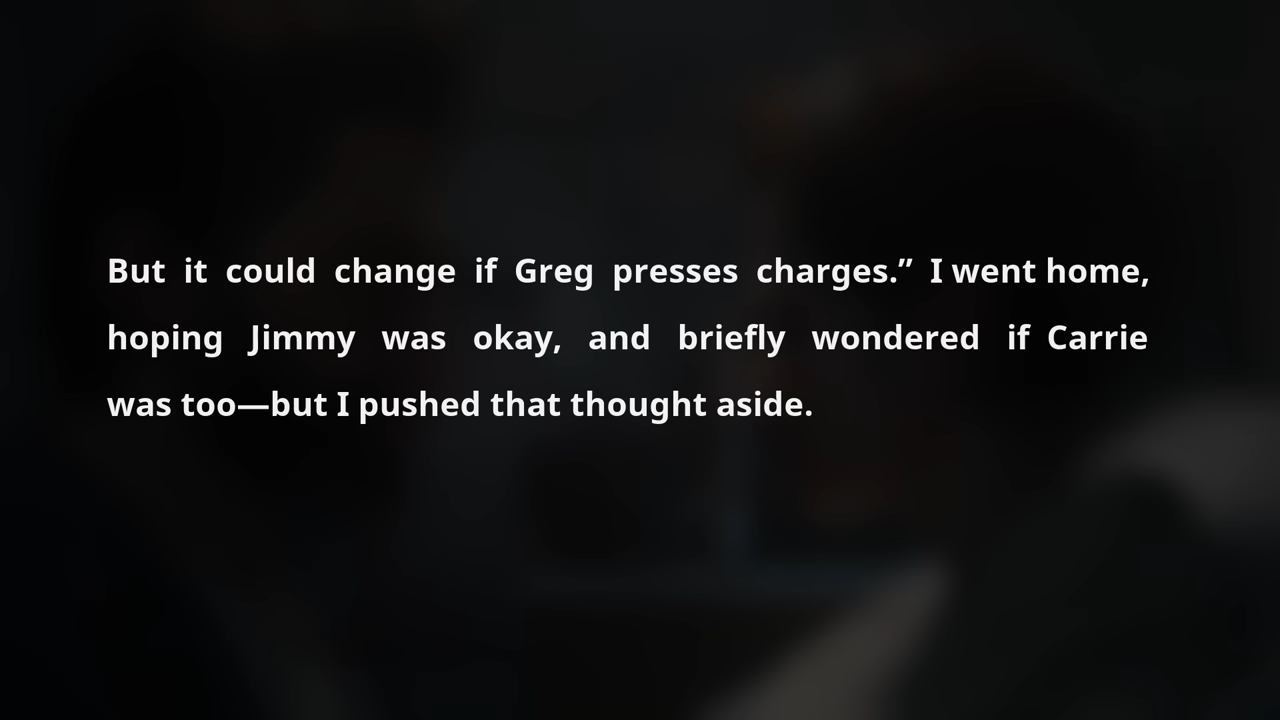 But it could change if Greg presses charges.” I went home,
hoping Jimmy was okay, and briefly wondered if Carrie
was too—but I pushed that thought aside.